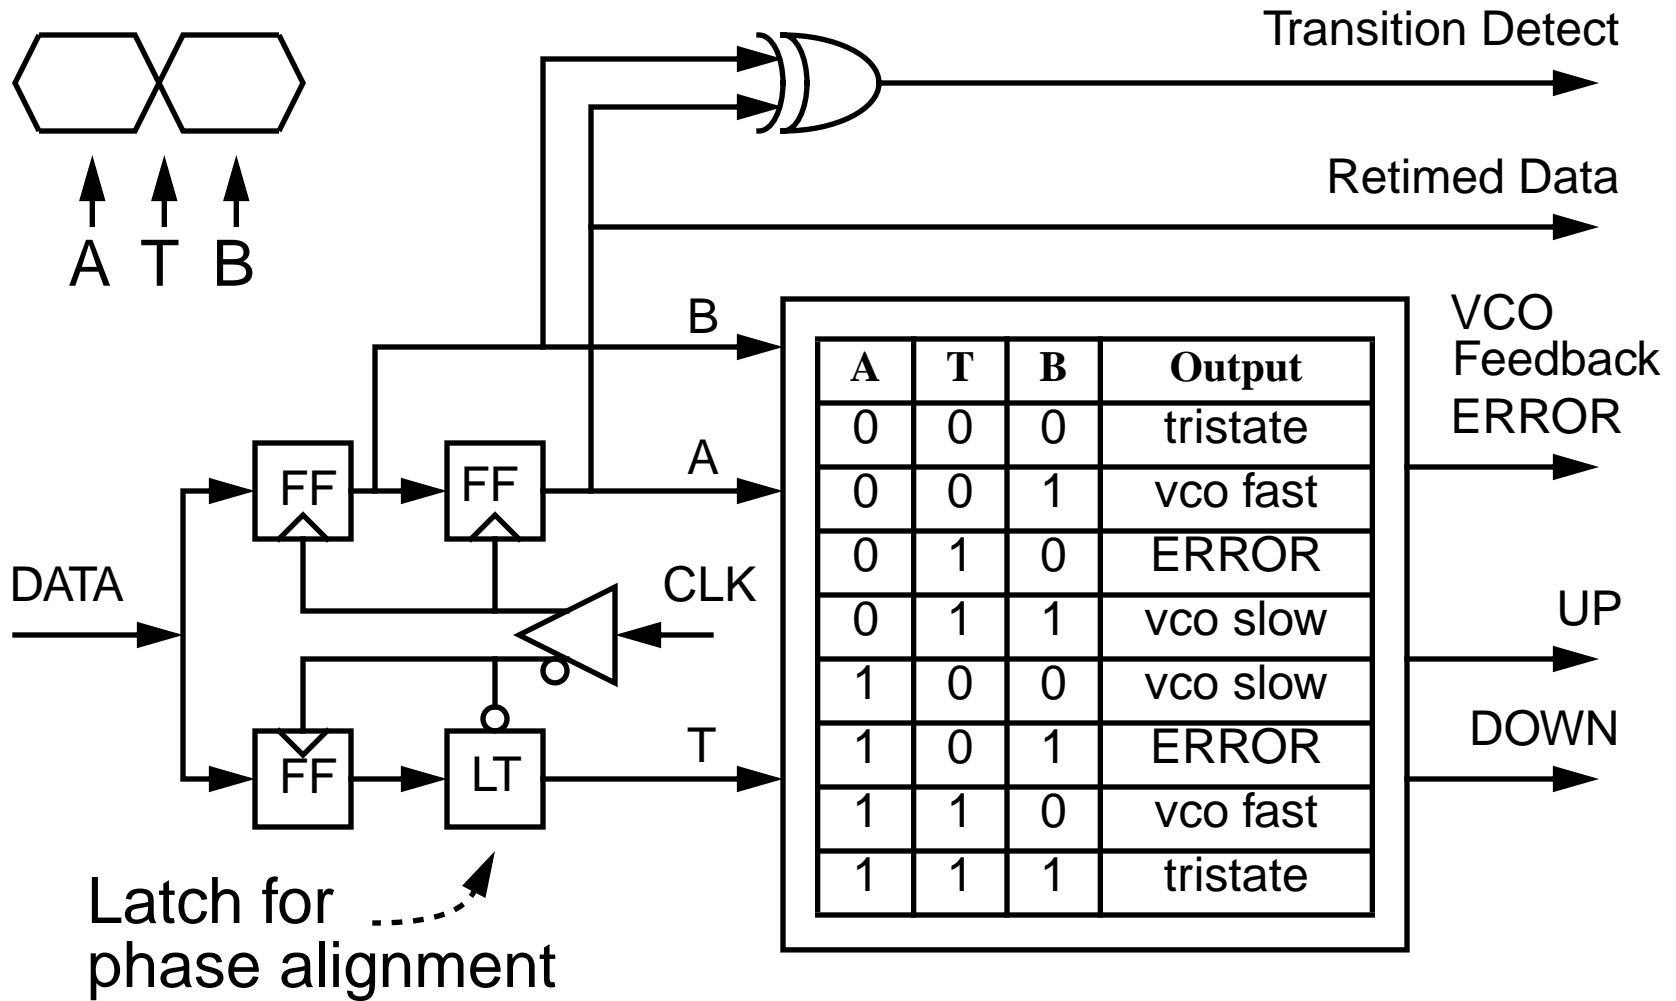 Transition Detect
Retimed Data
A T B
B
A
VCO
Feedback
ERROR
FF
FF
DATA
CLK
UP
DOWN
FF
LT
T
A T B Output
0 0 0 tristate
0 0 1 vco fast
0 1 0 ERROR
0 1 1 vco slow
1 0 0 vco slow
1 0 1 ERROR
1 1 0 vco fast
1 1 1 tristate
Latch for
phase alignment